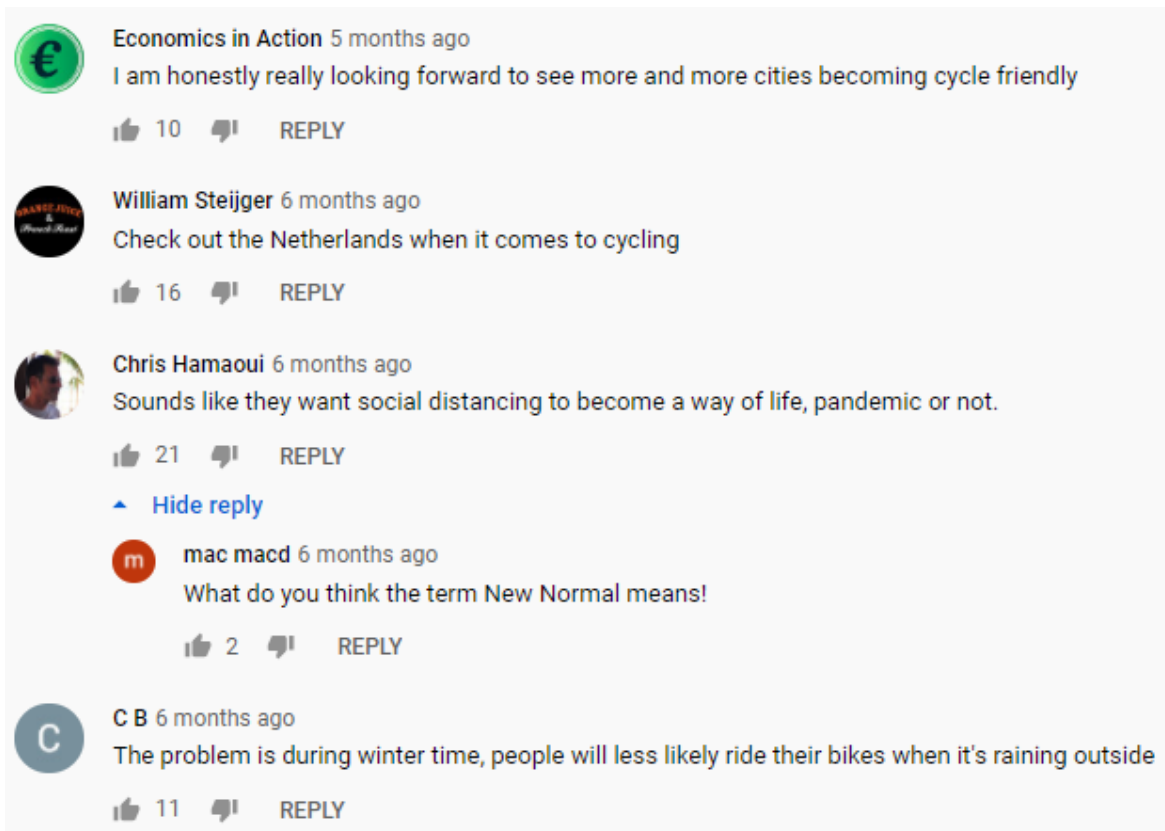 €
Economics in Action 5 months ago
I am honestly really looking forward to see more and more cities becoming cycle friendly
10 REPLY
ORANGE JUICE
&
French Toast
William Steijger 6 months ago
Check out the Netherlands when it comes to cycling
16 REPLY
Chris Hamaoui 6 months ago
Sounds like they want social distancing to become a way of life, pandemic or not.
21 REPLY
Hide reply
m
mac macd 6 months ago
What do you think the term New Normal means!
2 REPLY
C
C B 6 months ago
The problem is during winter time, people will less likely ride their bikes when it's raining outside
11 REPLY